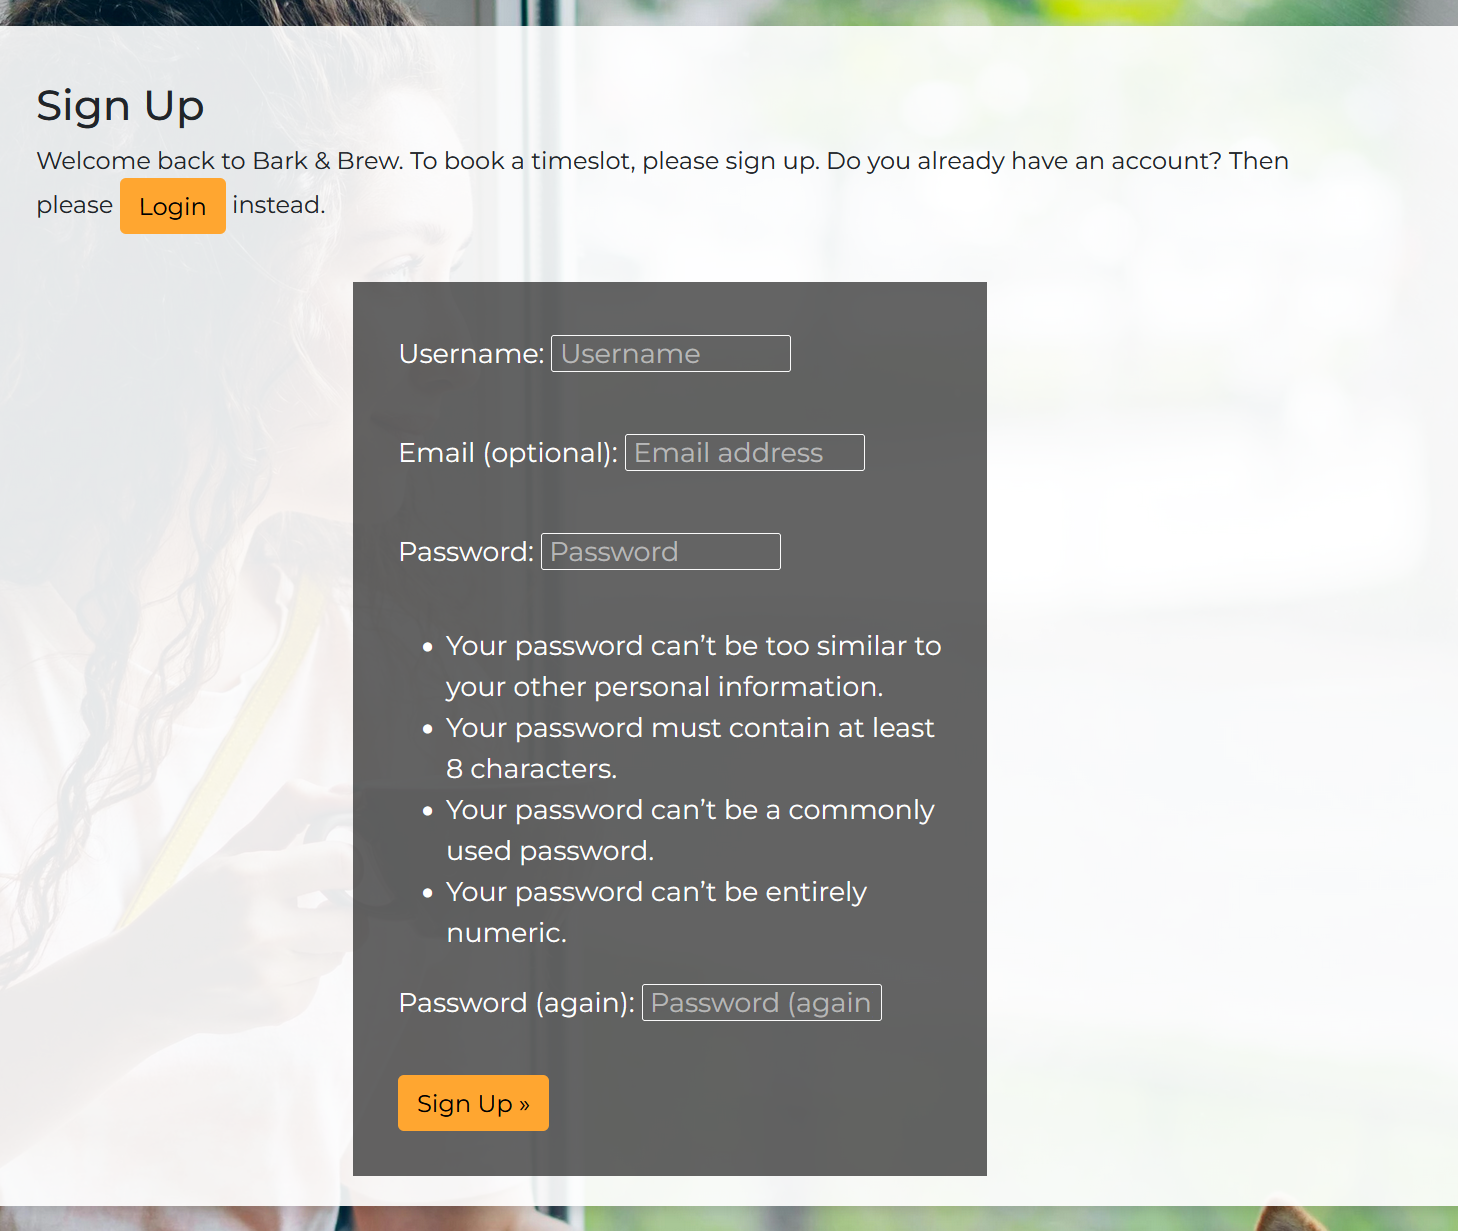 Sign Up
Welcome back to Bark & Brew. To book a timeslot, please sign up. Do you already have an account? Then
please Login instead.
Username: Username
Email (optional): Email address
Password: Password
• Your password can’t be too similar to
your other personal information.
• Your password must contain at least
8 characters.
• Your password can’t be a commonly
used password.
• Your password can’t be entirely
numeric.
Password (again): Password (again
Sign Up »